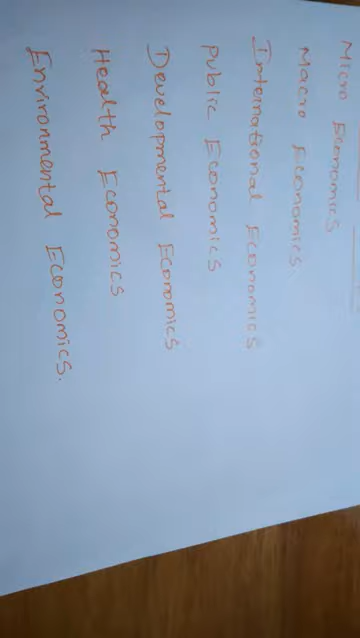 Micro Economics
Macro Economics
International Economics
Public Economics
Developmental Economics
Health Economics
Environmental Economics.